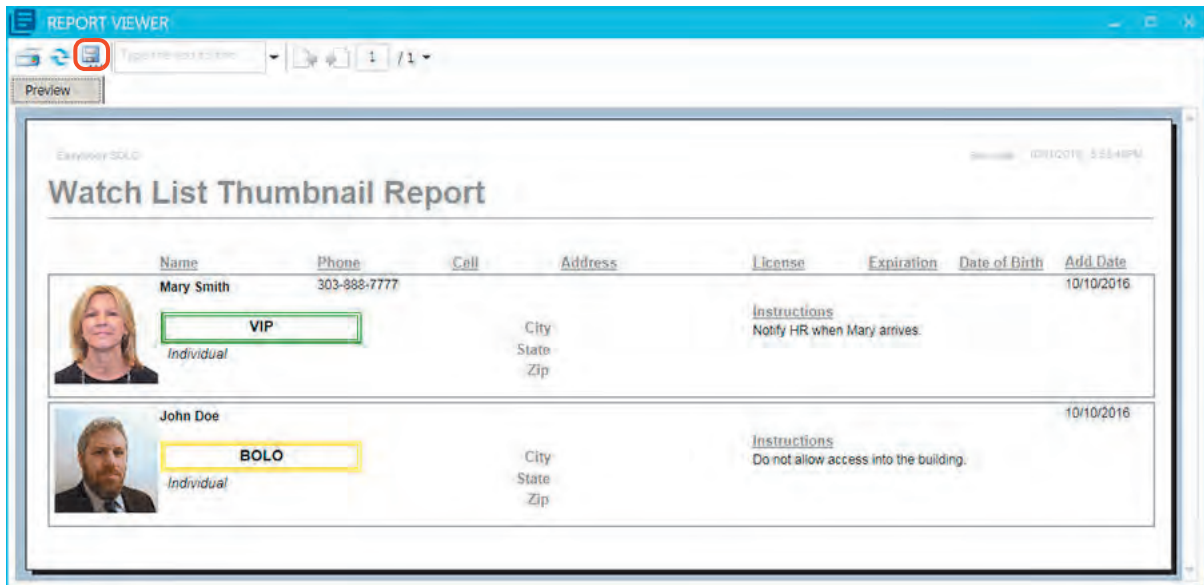 REPORT VIEWER
1 / 1
Preview
EasyLobby SOLO
Watch List Thumbnail Report
Name Phone Cell Address License Expiration Date of Birth Add Date
Mary Smith 303-888-7777 10/10/2016
Instructions
VIP City Notify HR when Mary arrives.
Individual State
Zip
John Doe 10/10/2016
Instructions
BOLO City Do not allow access into the building.
Individual State
Zip